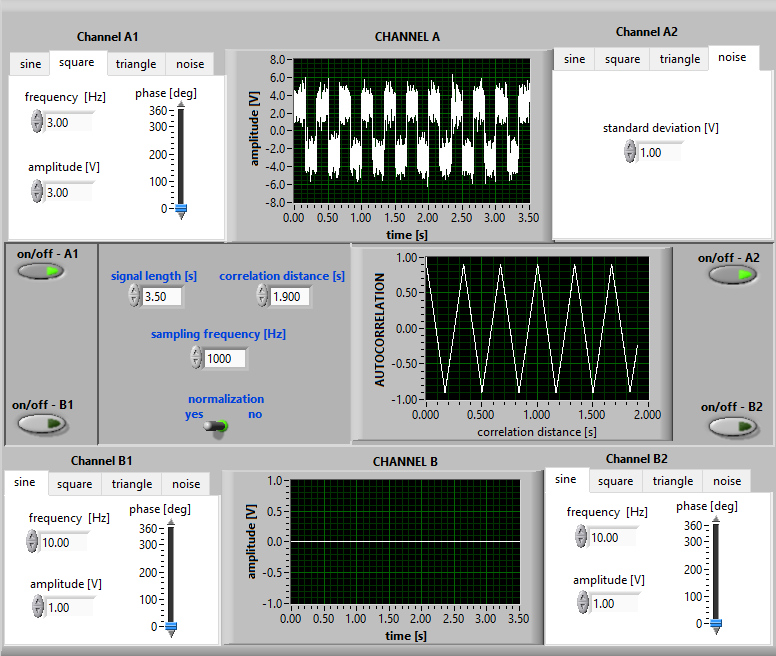 Channel A1
sine square triangle noise
frequency [Hz]
3.00
amplitude [V]
3.00
phase [deg]
360
300
200
100
0
CHANNEL A
amplitude [V]
8.0
6.0
4.0
2.0
0.0
-2.0
-4.0
-6.0
-8.0
0.00 0.50 1.00 1.50 2.00 2.50 3.00 3.50
time [s]
Channel A2
sine square triangle noise
standard deviation [V]
1.00
on/off - A1
signal length [s]
3.50
correlation distance [s]
1.900
sampling frequency [Hz]
1000
normalization
yes no
on/off - B1
AUTOCORRELATION
1.00
0.50
0.00
-0.50
-1.00
0.000 0.500 1.000 1.500 2.000
correlation distance [s]
on/off - A2
on/off - B2
Channel B1
sine square triangle noise
frequency [Hz]
10.00
amplitude [V]
1.00
phase [deg]
360
300
200
100
0
CHANNEL B
amplitude [V]
1.0
0.5
0.0
-0.5
-1.0
0.00 0.50 1.00 1.50 2.00 2.50 3.00 3.50
time [s]
Channel B2
sine square triangle noise
frequency [Hz]
10.00
amplitude [V]
1.00
phase [deg]
360
300
200
100
0